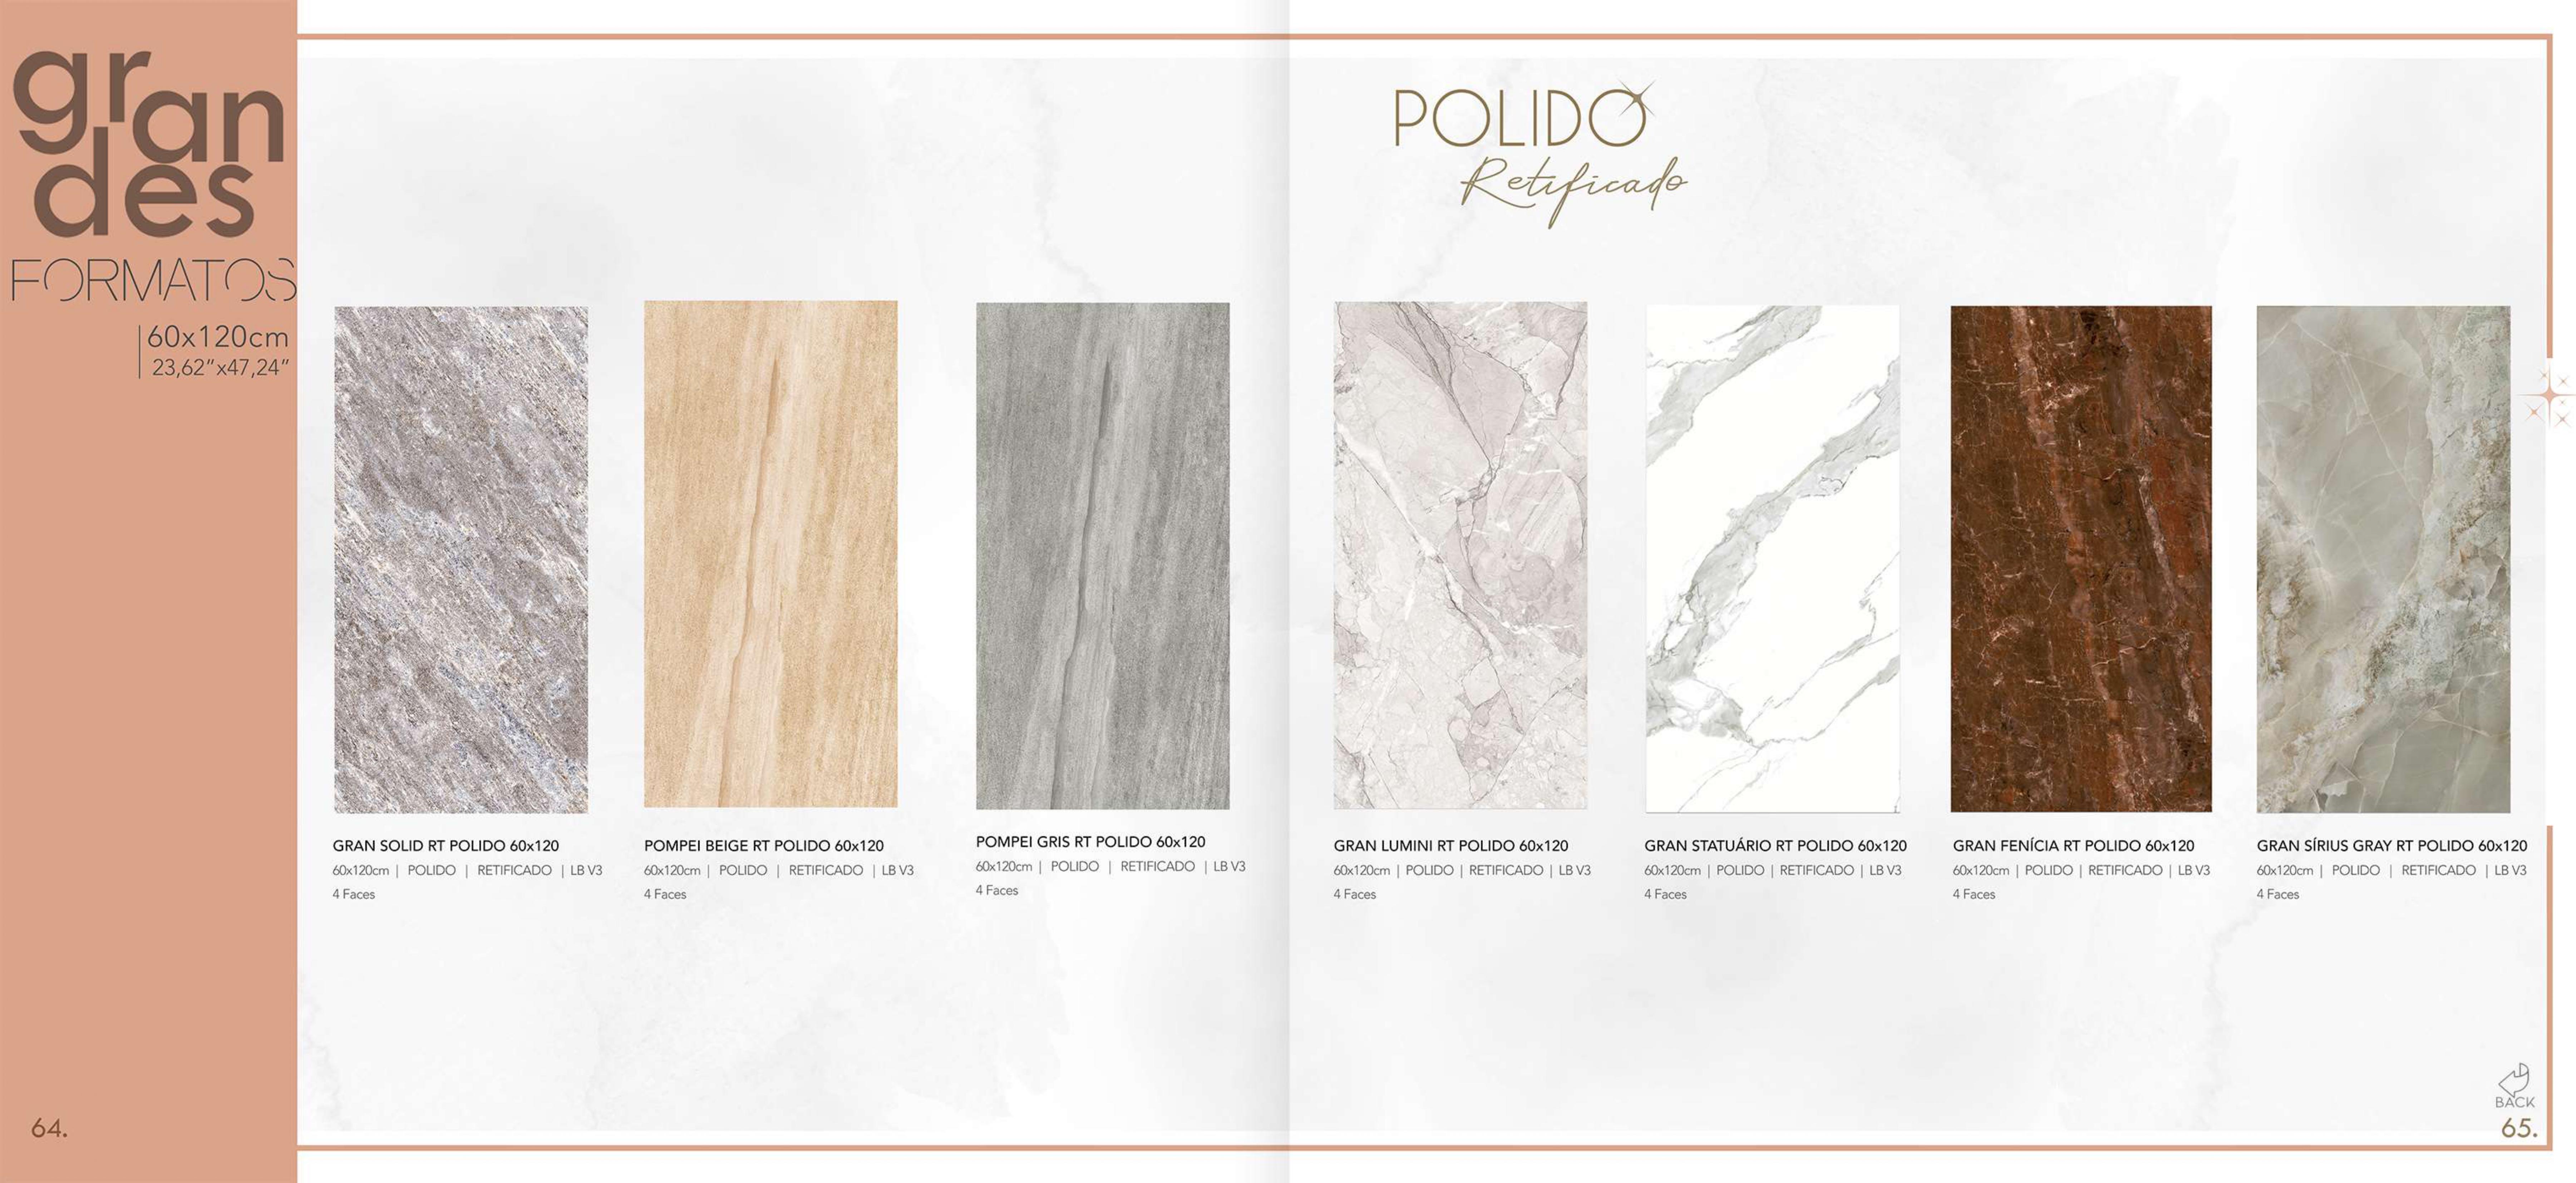 grandes
FORMATOS
60x120cm
23,62"x47,24"
POLIDO
Retificado
GRAN SOLID RT POLIDO 60x120
60x120cm | POLIDO | RETIFICADO | LB V3
4 Faces
POMPEI BEIGE RT POLIDO 60x120
60x120cm | POLIDO | RETIFICADO | LB V3
4 Faces
POMPEI GRIS RT POLIDO 60x120
60x120cm | POLIDO | RETIFICADO | LB V3
4 Faces
GRAN LUMINI RT POLIDO 60x120
60x120cm | POLIDO | RETIFICADO | LB V3
4 Faces
GRAN STATUÁRIO RT POLIDO 60x120
60x120cm | POLIDO | RETIFICADO | LB V3
4 Faces
GRAN FENÍCIA RT POLIDO 60x120
60x120cm | POLIDO | RETIFICADO | LB V3
4 Faces
GRAN SÍRIUS GRAY RT POLIDO 60x120
60x120cm | POLIDO | RETIFICADO | LB V3
4 Faces
64.
BACK
65.